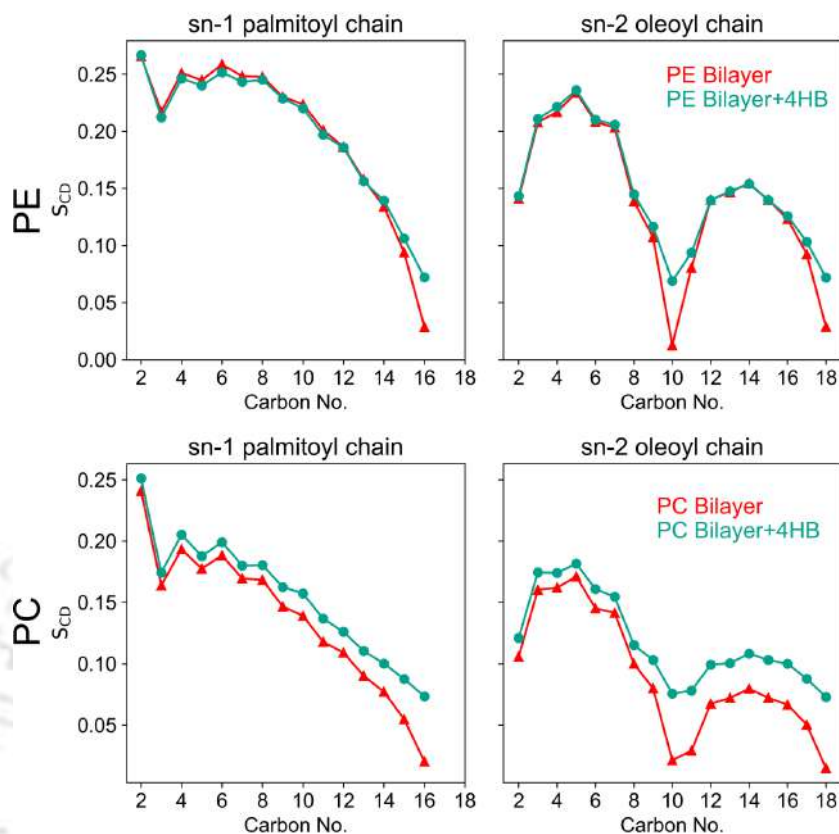 sn-1 palmitoyl chain
sn-2 oleoyl chain
PE
S_CD
0.25
0.20
0.15
0.10
0.05
0.00
PE Bilayer
PE Bilayer+4HB
2 4 6 8 10 12 14 16 18
2 4 6 8 10 12 14 16 18
Carbon No.
Carbon No.
sn-1 palmitoyl chain
sn-2 oleoyl chain
PC
S_CD
0.25
0.20
0.15
0.10
0.05
PC Bilayer
PC Bilayer+4HB
2 4 6 8 10 12 14 16 18
2 4 6 8 10 12 14 16 18
Carbon No.
Carbon No.